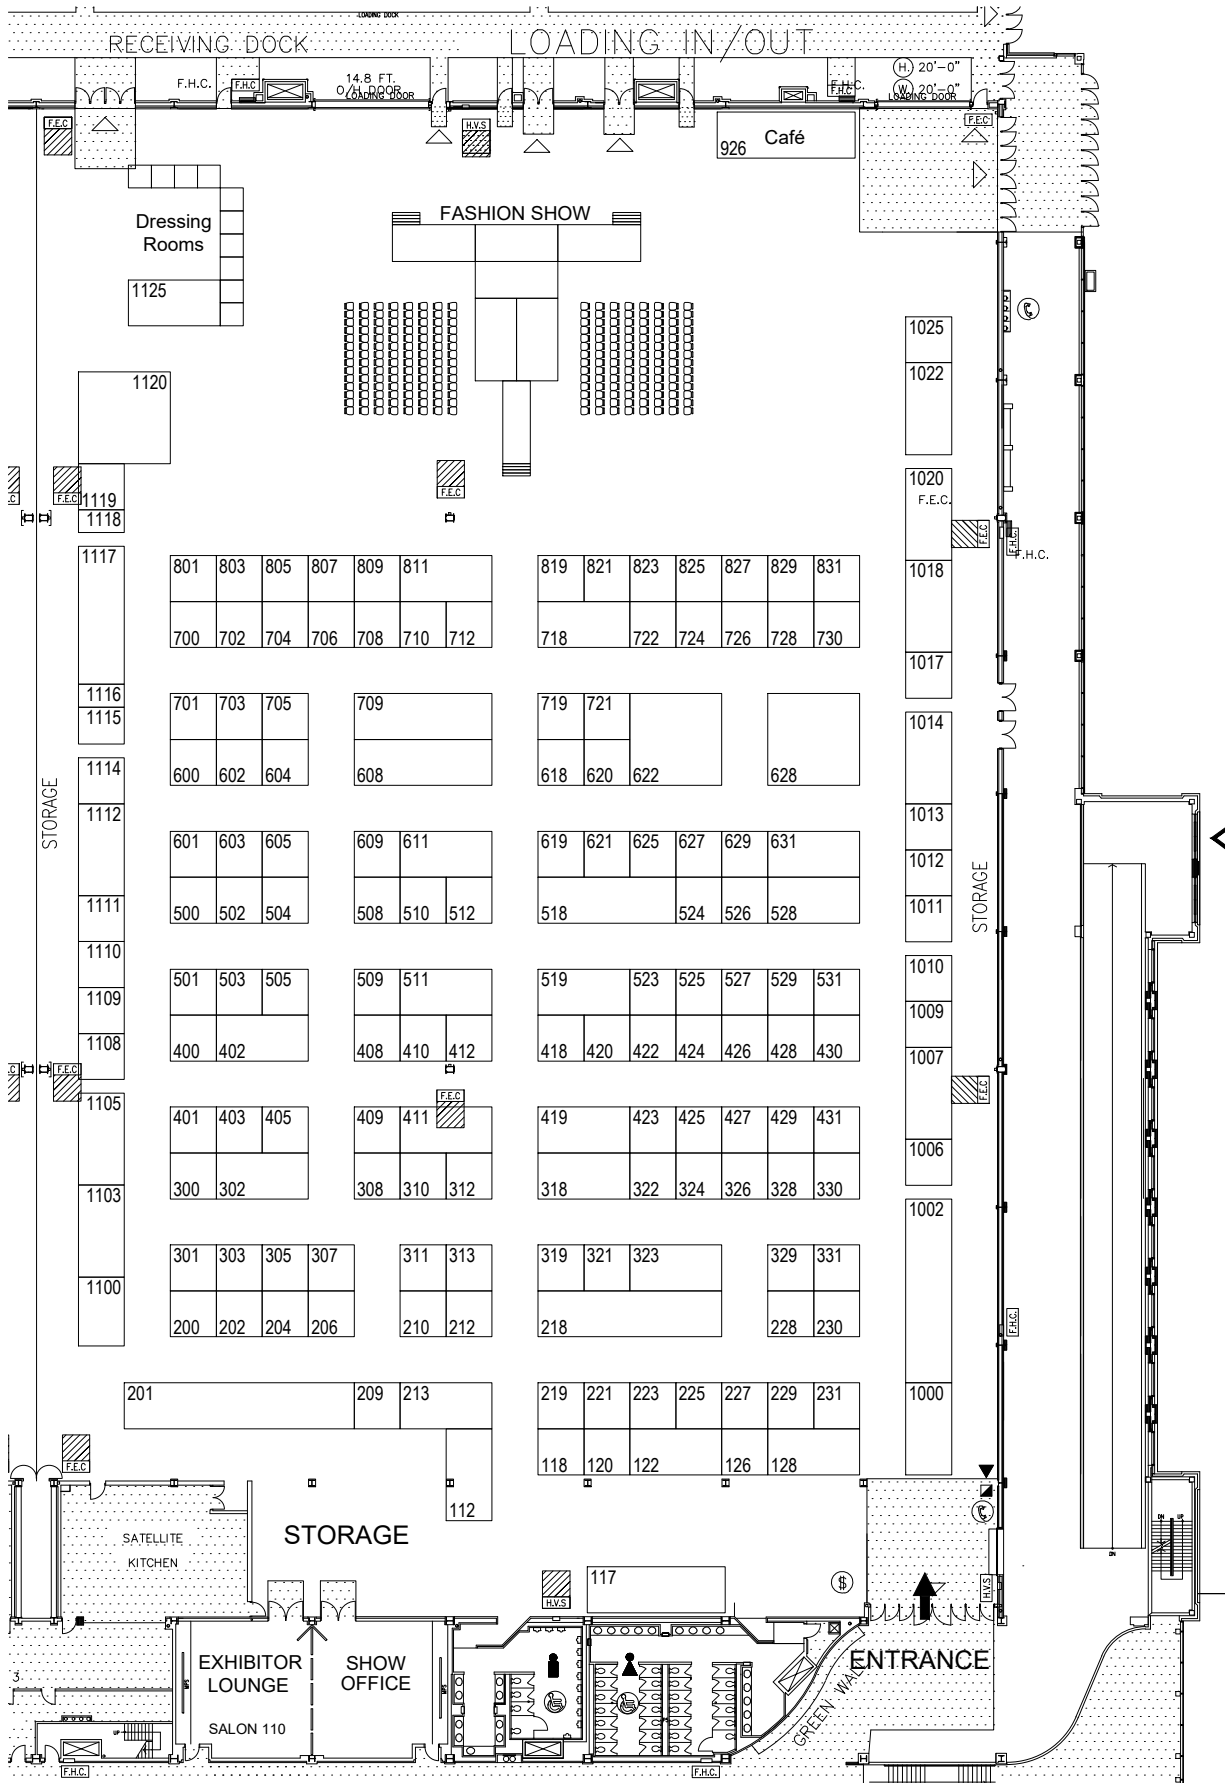 LOADING DOCK
RECEIVING DOCK
LOADING IN/OUT
F.H.C.
F.H.C
14.8 FT.
O/H DOOR
LOADING DOOR
F.H.C.
F.H.C
H. 20'-0"
W 20'-0"
LOADING DOOR
F.E.C
H.V.S
926 Café
F.E.C
Dressing
Rooms
FASHION SHOW
1125
1025
1120
1022
F.E.C
1119
F.E.C
1020
F.E.C.
1118
F.E.C
F.H.C.
F.H.C.
1117
801 803 805 807 809 811 819 821 823 825 827 829 831
1018
700 702 704 706 708 710 712 718 722 724 726 728 730
1017
1116
701 703 705 709 719 721
1115
1014
600 602 604 608 618 620 622 628
1114
STORAGE
1112
1013
601 603 605 609 611 619 621 625 627 629 631
1012
STORAGE
1111
1011
500 502 504 508 510 512 518 524 526 528
1110
1010
501 503 505 509 511 519 523 525 527 529 531
1109
1009
1108
400 402 408 410 412 418 420 422 424 426 428 430
1007
F.E.C
F.E.C
F.E.C
1105
401 403 405 409 411 419 423 425 427 429 431
1006
1103
300 302 308 310 312 318 322 324 326 328 330
1002
301 303 305 307 311 313 319 321 323 329 331
1100
200 202 204 206 210 212 218 228 230
F.H.C.
201 209 213 219 221 223 225 227 229 231 1000
F.E.C
118 120 122 126 128
112
STORAGE
SATELLITE
KITCHEN
117
$
H.V.S
H.V.S
DN UP
DN
3
EXHIBITOR
LOUNGE
SHOW
OFFICE
ENTRANCE
GREEN WALL
SALON 110
MPS
MPS
UP
F.H.C.
F.H.C.